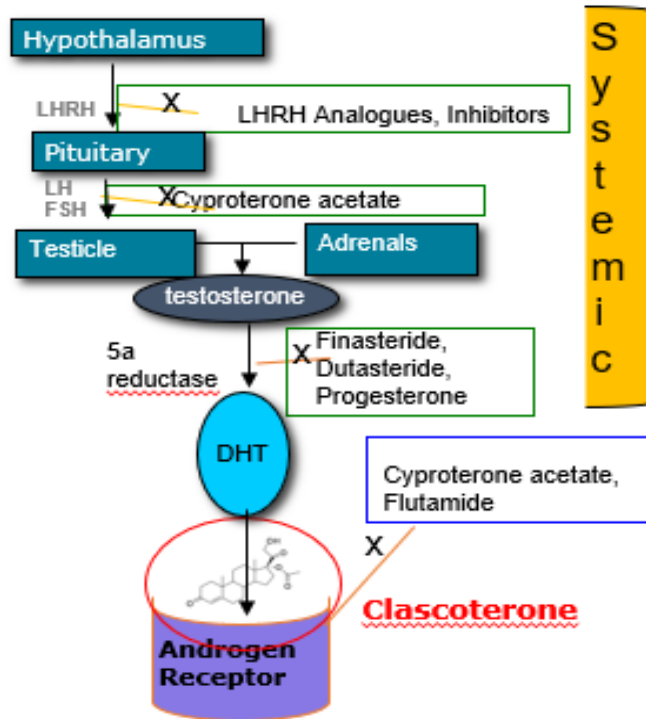 Hypothalamus
LHRH
X
LHRH Analogues, Inhibitors
Pituitary
LH
FSH
X
Cyproterone acetate
Testicle
Adrenals
testosterone
5a
reductase
X
Finasteride,
Dutasteride,
Progesterone
DHT
Cyproterone acetate,
Flutamide
X
OH
O
O
O
Clascoterone
Androgen
Receptor
S
y
s
t
e
m
i
c